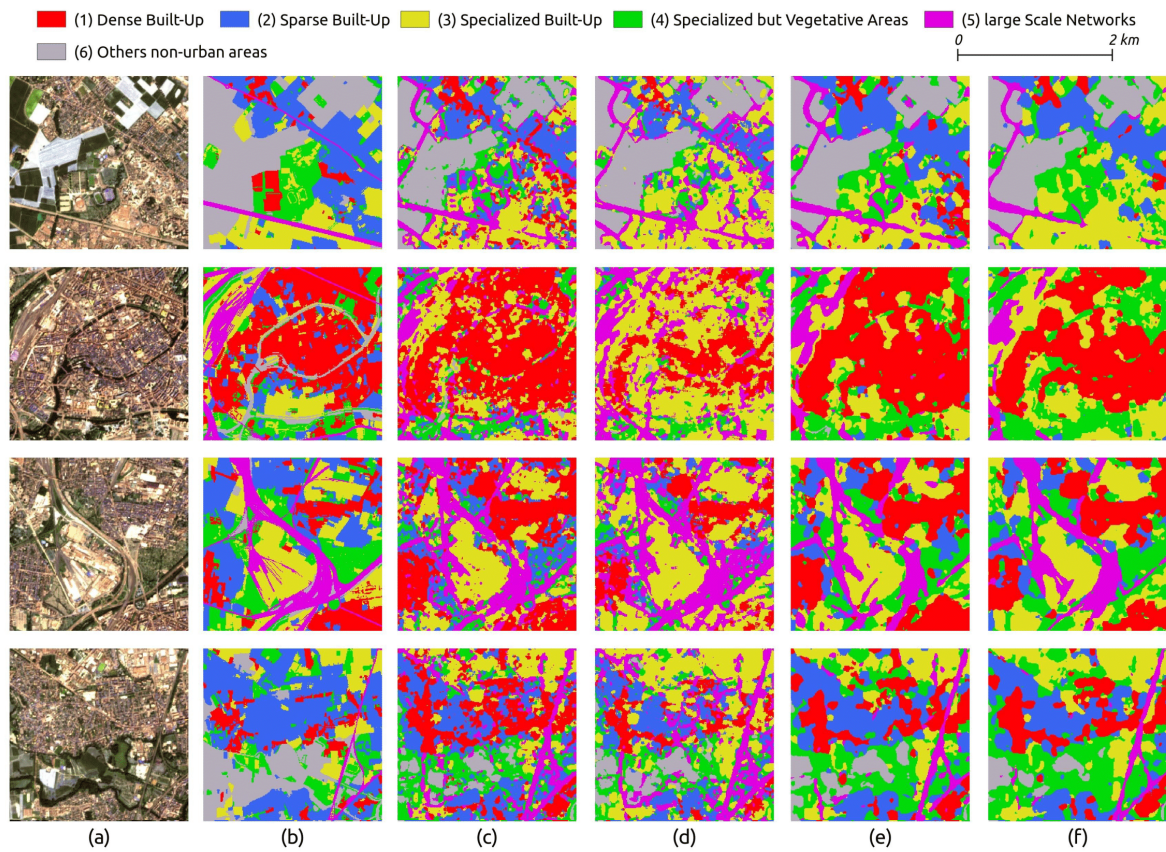 (1) Dense Built-Up (2) Sparse Built-Up (3) Specialized Built-Up (4) Specialized but Vegetative Areas (5) large Scale Networks
(6) Others non-urban areas 0 2 km
(a) (b) (c) (d) (e) (f)